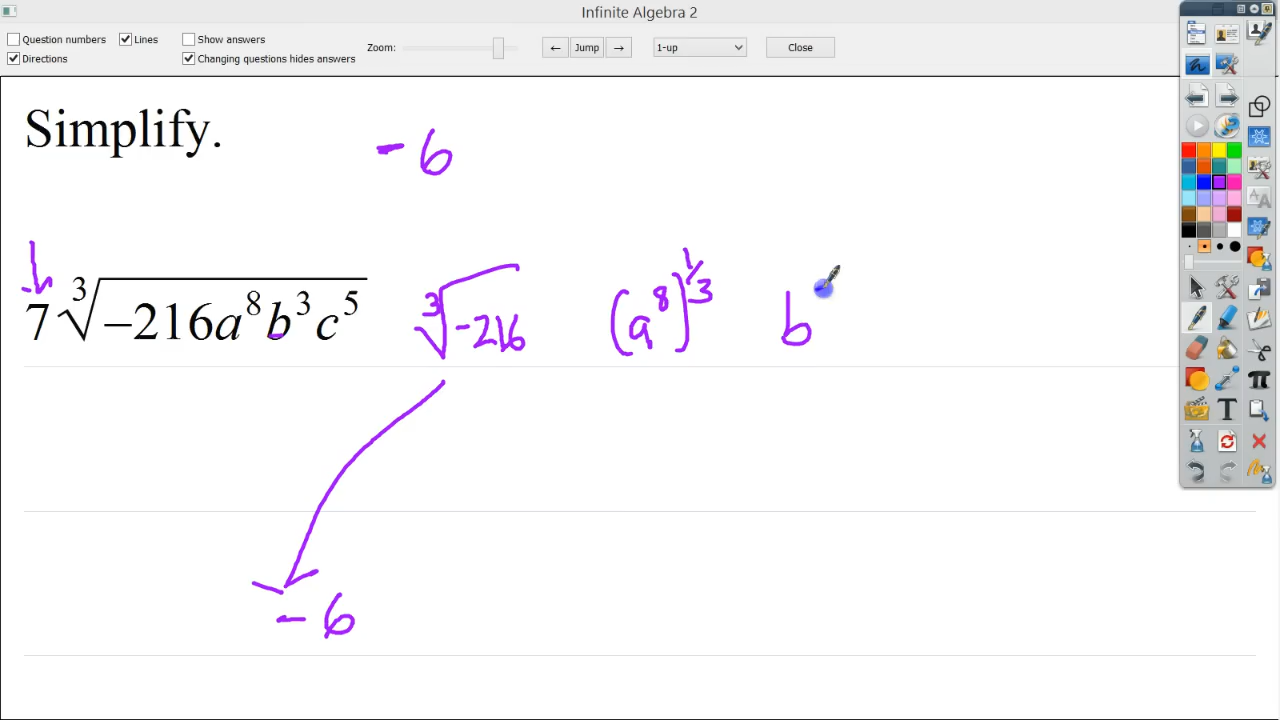 Infinite Algebra 2
Question numbers Lines Show answers Zoom: ← Jump → 1-up Close
Directions Changing questions hides answers
Simplify.
-6
7∛(−216a⁸b³c⁵) ∛-216 (a⁸)^1/3 b
-6